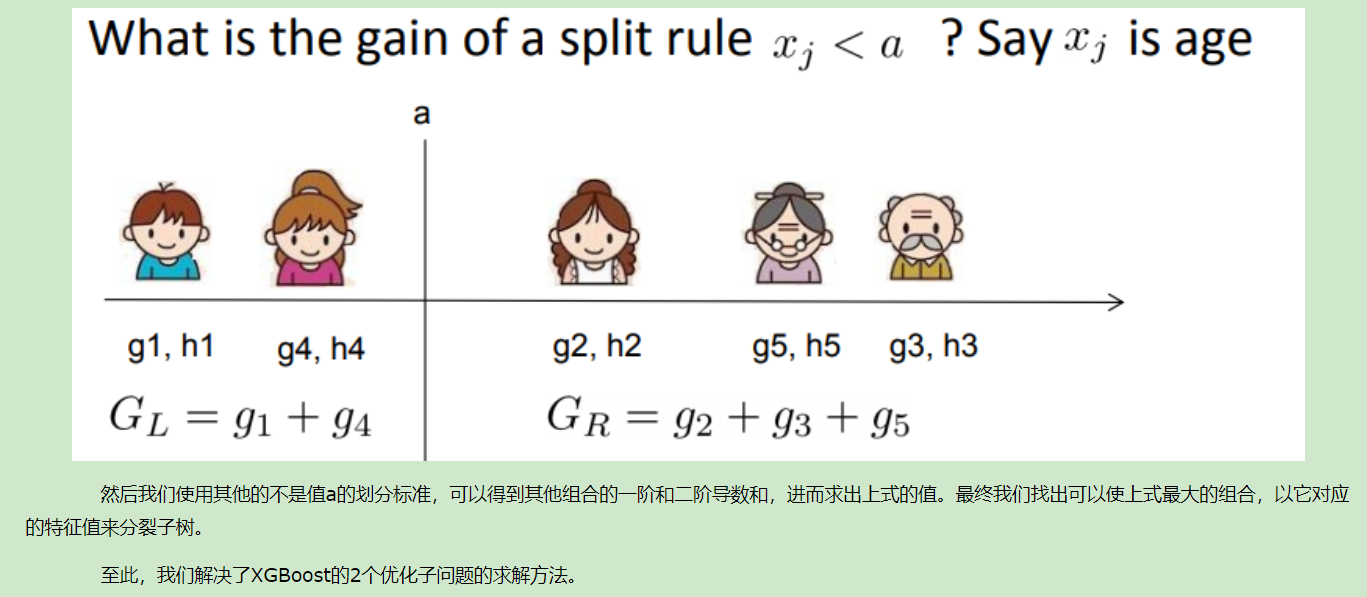 What is the gain of a split rule x_j < a ? Say x_j is age
a
g1, h1 g4, h4 g2, h2 g5, h5 g3, h3
G_L = g_1 + g_4 G_R = g_2 + g_3 + g_5
然后我们使用其他的不是值a的划分标准，可以得到其他组合的一阶和二阶导数和，进而求出上式的值。最终我们找出可以使上式最大的组合，以它对应
的特征值来分裂子树。
至此，我们解决了XGBoost的2个优化子问题的求解方法。